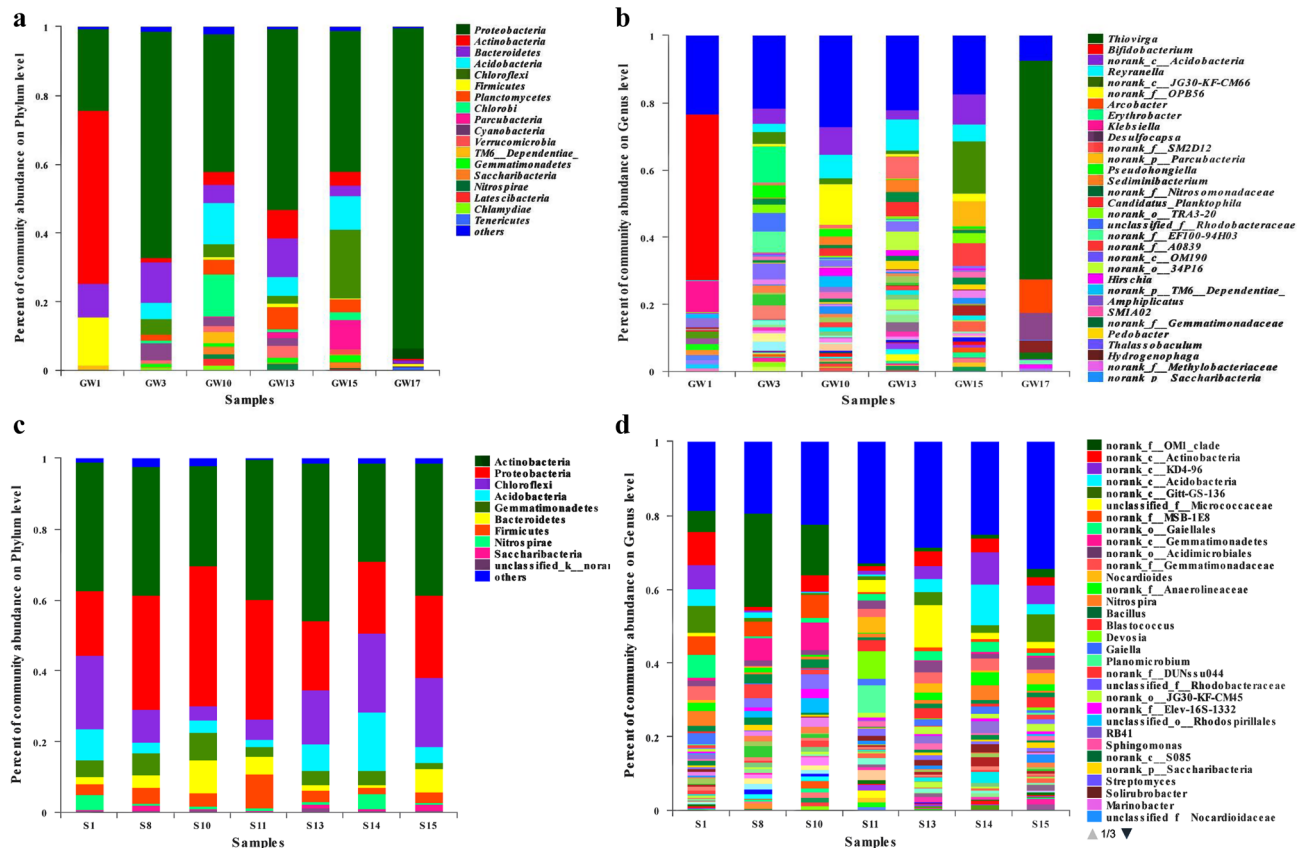 a
Percent of community abundance on Phylum level
1
0.8
0.6
0.4
0.2
0
GW1 GW3 GW10 GW13 GW15 GW17
Samples
Proteobacteria
Actinobacteria
Bacteroidetes
Acidobacteria
Chloroflexi
Firmicutes
Planctomycetes
Chlorobi
Parcubacteria
Cyanobacteria
Verrucomicrobia
TM6__Dependentiae_
Gemmatimonadetes
Saccharibacteria
Nitrospirae
Latescibacteria
Chlamydiae
Tenericutes
others
b
Percent of community abundance on Genus level
1
0.8
0.6
0.4
0.2
0
GW1 GW3 GW10 GW13 GW15 GW17
Samples
Thiovirga
Bifidobacterium
norank_c__Acidobacteria
Reyranella
norank_c__JG30-KF-CM66
norank_f__OPB56
Arcobacter
Erythrobacter
Klebsiella
Desulfocapsa
norank_f__SM2D12
norank_p__Parcubacteria
Pseudohongiella
Sediminibacterium
norank_f__Nitrosomonadaceae
Candidatus_Planktophila
norank_o__TRA3-20
unclassified_f__Rhodobacteraceae
norank_f__EF100-94H03
norank_f__A0839
norank_c__OM190
norank_o__34P16
Hirschia
norank_p__TM6__Dependentiae_
Amphiplicatus
SM1A02
norank_f__Gemmatimonadaceae
Pedobacter
Thalassobaculum
Hydrogenophaga
norank_f__Methylobacteriaceae
norank_p__Saccharibacteria
c
Percent of community abundance on Phylum level
1
0.8
0.6
0.4
0.2
0
S1 S8 S10 S11 S13 S14 S15
Samples
Actinobacteria
Proteobacteria
Chloroflexi
Acidobacteria
Gemmatimonadetes
Bacteroidetes
Firmicutes
Nitrospirae
Saccharibacteria
unclassified_k__noran
others
d
Percent of community abundance on Genus level
1
0.8
0.6
0.4
0.2
0
S1 S8 S10 S11 S13 S14 S15
Samples
norank_f__OM1_clade
norank_c__Actinobacteria
norank_c__KD4-96
norank_c__Acidobacteria
norank_c__Gitt-GS-136
unclassified_f__Micrococcaceae
norank_f__MSB-1E8
norank_o__Gaiellales
norank_c__Gemmatimonadetes
norank_o__Acidimicrobiales
norank_f__Gemmatimonadaceae
Nocardioides
norank_f__Anaerolineaceae
Nitrospira
Bacillus
Blastococcus
Devosia
Gaiella
Planomicrobium
norank_f__DUNssu044
unclassified_f__Rhodobacteraceae
norank_o__JG30-KF-CM45
norank_f__Elev-16S-1332
unclassified_o__Rhodospirillales
RB41
Sphingomonas
norank_c__S085
norank_p__Saccharibacteria
Streptomyces
Solirubrobacter
Marinobacter
unclassified_f__Nocardioidaceae
1/3